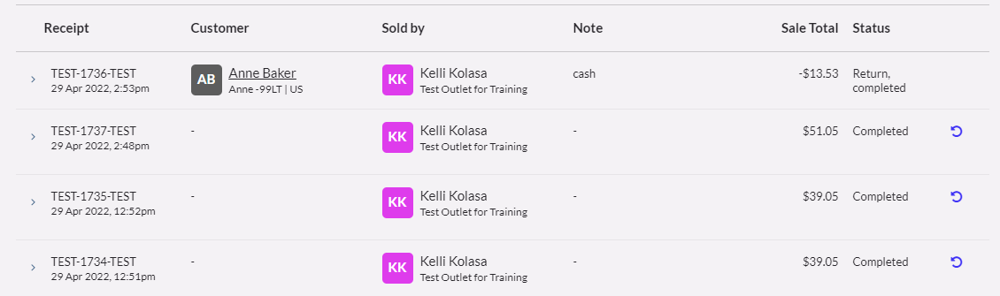 Receipt Customer Sold by Note Sale Total Status
TEST-1736-TEST AB Anne Baker KK Kelli Kolasa cash -$13.53 Return,
29 Apr 2022, 2:53pm Anne -99LT | US Test Outlet for Training completed
TEST-1737-TEST - KK Kelli Kolasa - $51.05 Completed
29 Apr 2022, 2:48pm Test Outlet for Training
TEST-1735-TEST - KK Kelli Kolasa - $39.05 Completed
29 Apr 2022, 12:52pm Test Outlet for Training
TEST-1734-TEST - KK Kelli Kolasa - $39.05 Completed
29 Apr 2022, 12:51pm Test Outlet for Training